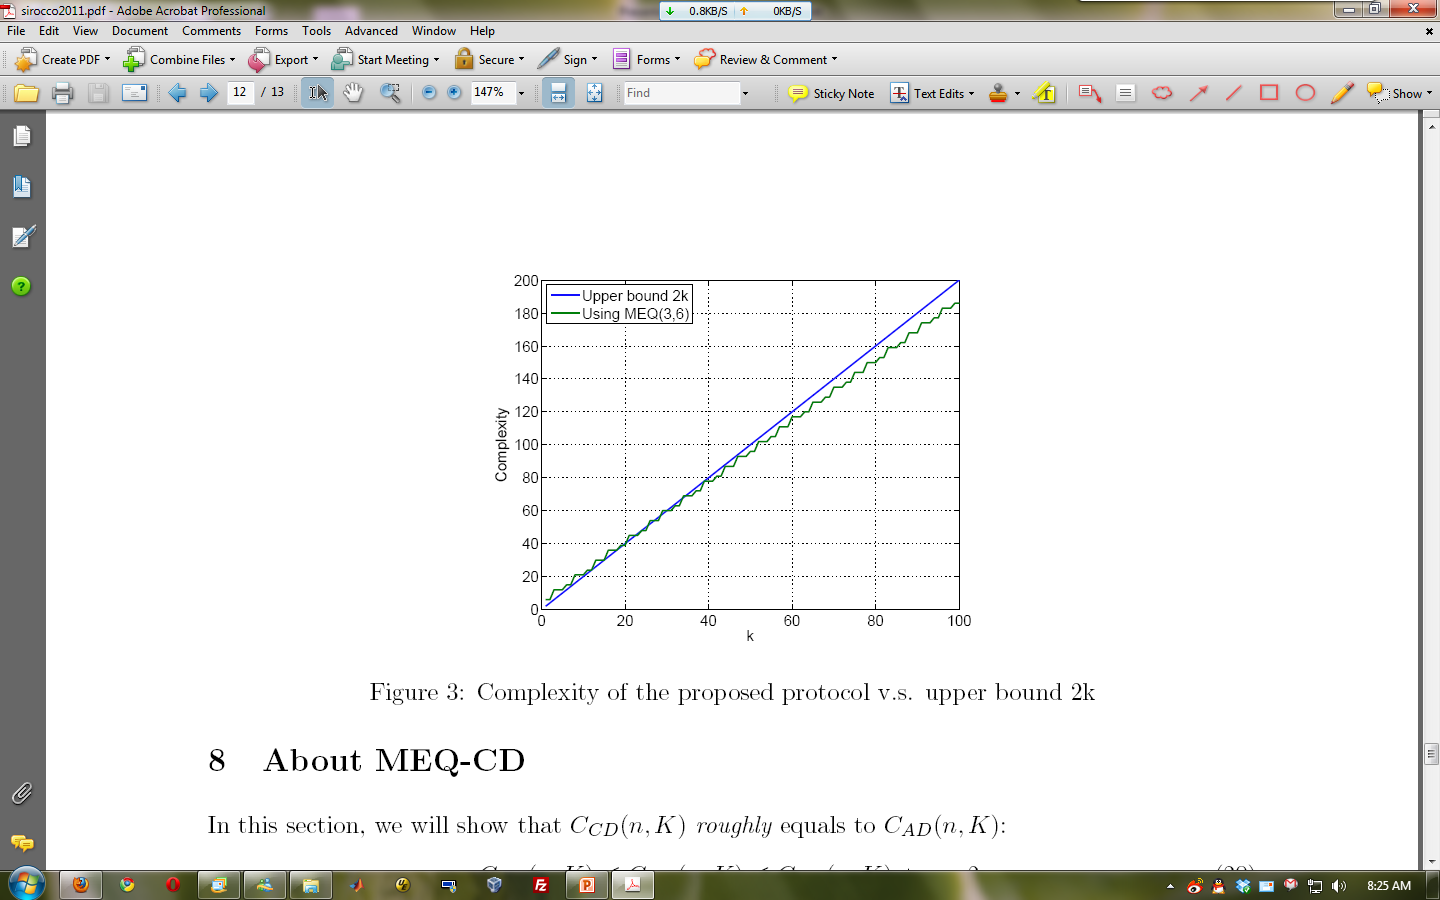 sirocco2011.pdf - Adobe Acrobat Professional
0.8KB/S 0KB/S
File Edit View Document Comments Forms Tools Advanced Window Help
Create PDF Combine Files Export Start Meeting Secure Sign Forms Review & Comment
12 / 13 147% Find Sticky Note Text Edits Show
200
180
160
140
120
100
80
60
40
20
0
Upper bound 2k
Using MEQ(3,6)
Complexity
0 20 40 60 80 100
k
Figure 3: Complexity of the proposed protocol v.s. upper bound 2k
8 About MEQ-CD
In this section, we will show that C_CD(n, K) roughly equals to C_AD(n, K):
8:25 AM